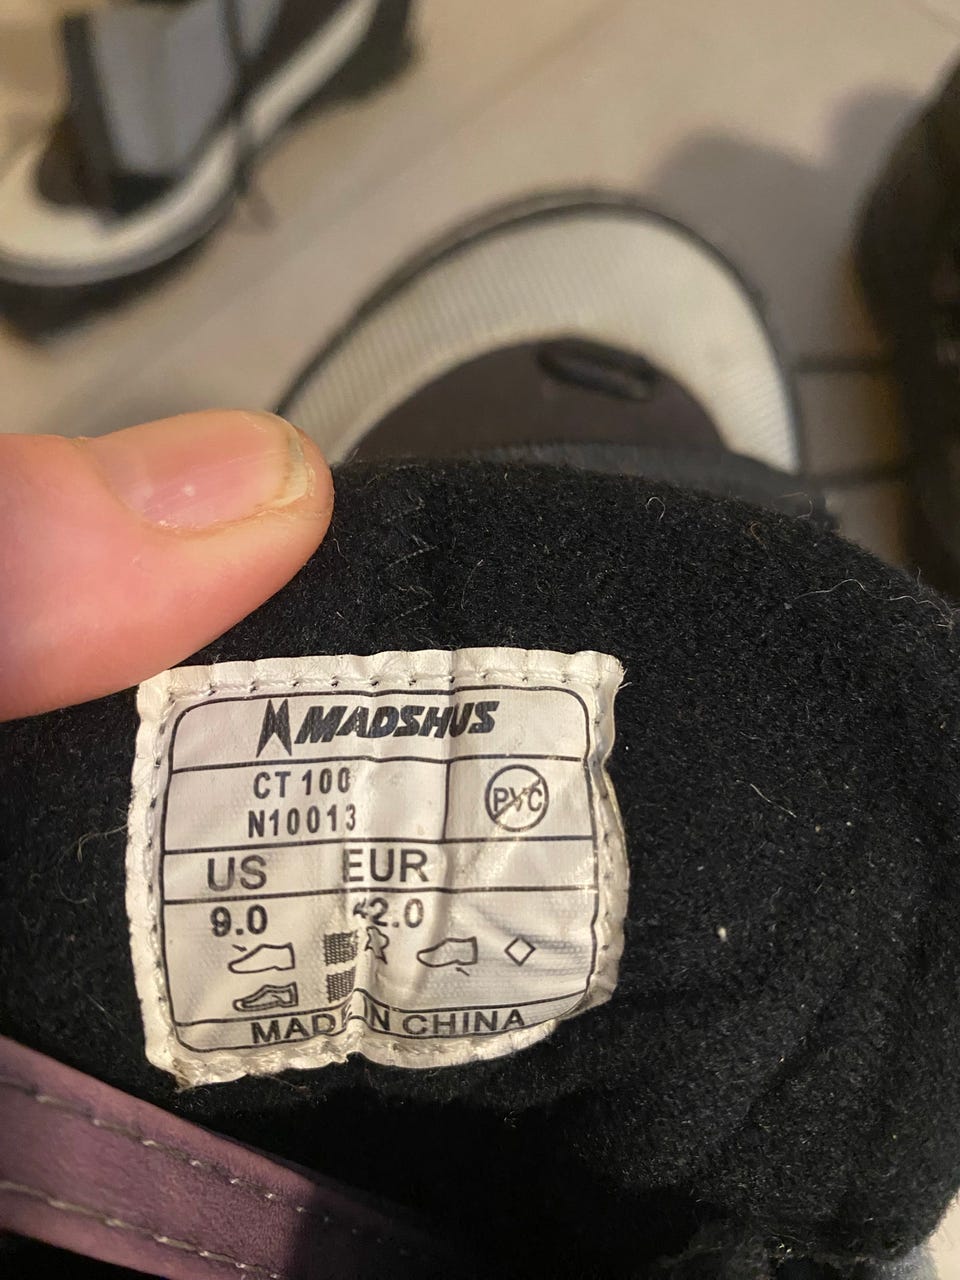 MADSHUS
CT 100
N10013
PVC
US EUR
9.0 42.0
MADE IN CHINA